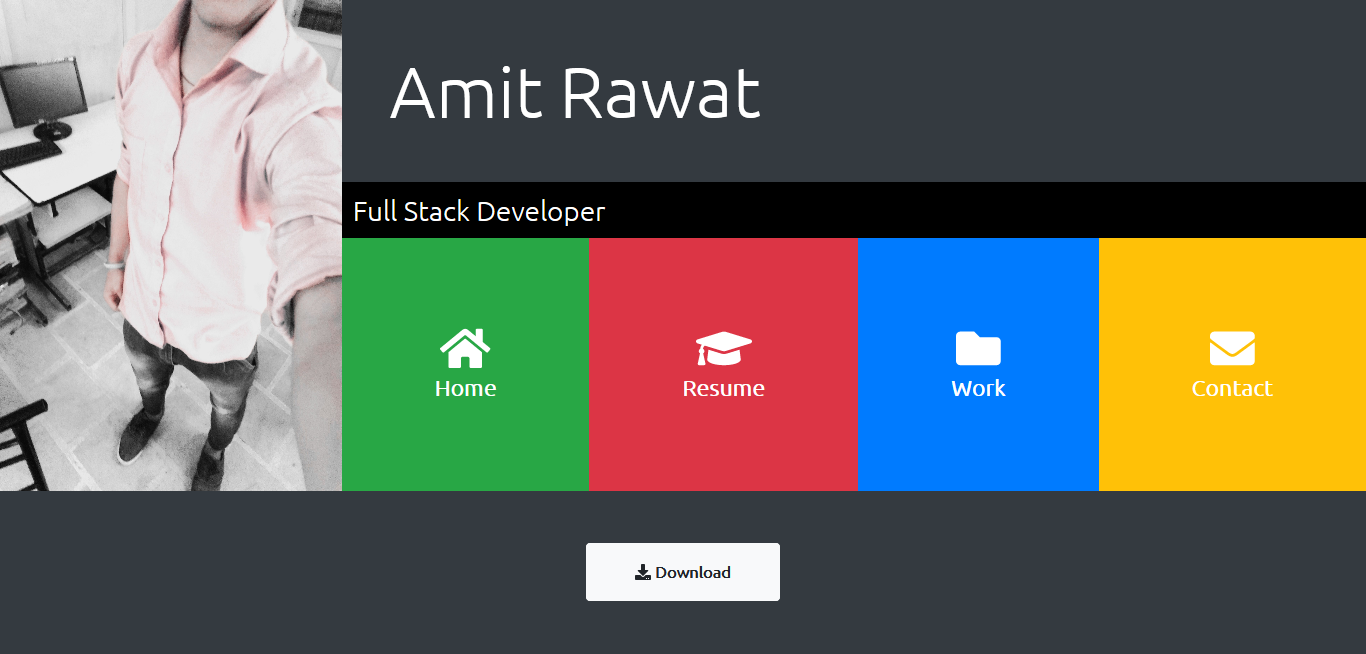 Amit Rawat
Full Stack Developer
Home
Resume
Work
Contact
Download